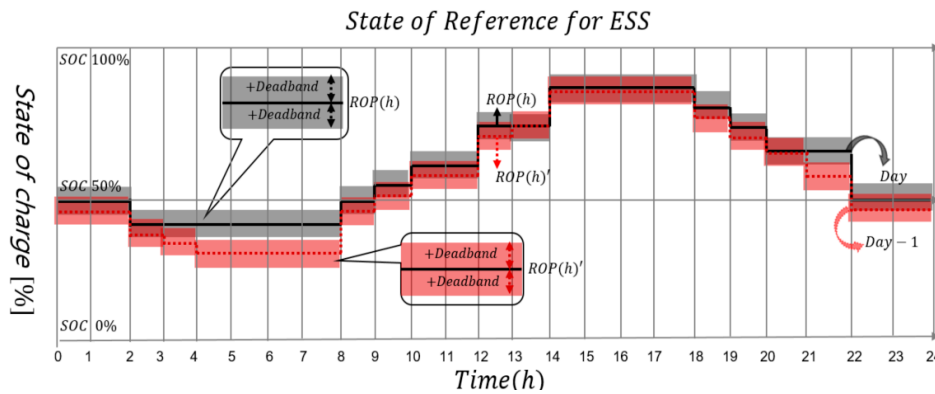 State of Reference for ESS
SOC 100%
+Deadband
ROP(h)
+Deadband
ROP(h)
ROP(h)'
SOC 50%
Day
Day − 1
+Deadband
ROP(h)'
+Deadband
SOC 0%
State of charge [%]
0 1 2 3 4 5 6 7 8 9 10 11 12 13 14 15 16 17 18 19 20 21 22 23 24
Time(h)